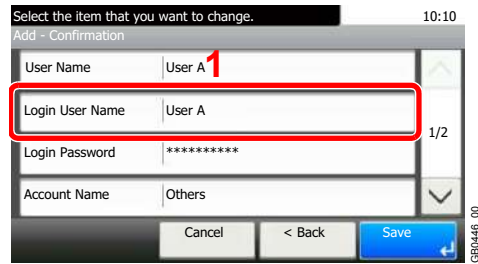 Select the item that you want to change. 10:10
Add - Confirmation
User Name User A 1
Login User Name User A
1/2
Login Password **********
Account Name Others
Cancel < Back Save
GB0446_00